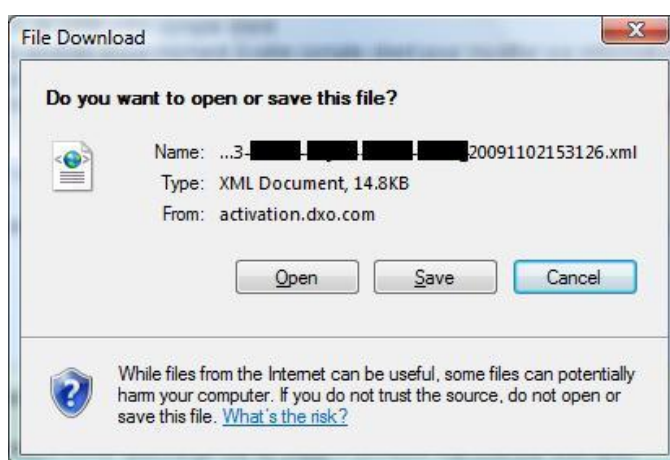 File Download
Do you want to open or save this file?
Name: ...3- - - - 20091102153126.xml
Type: XML Document, 14.8KB
From: activation.dxo.com
Open Save Cancel
While files from the Internet can be useful, some files can potentially
harm your computer. If you do not trust the source, do not open or
save this file. What's the risk?